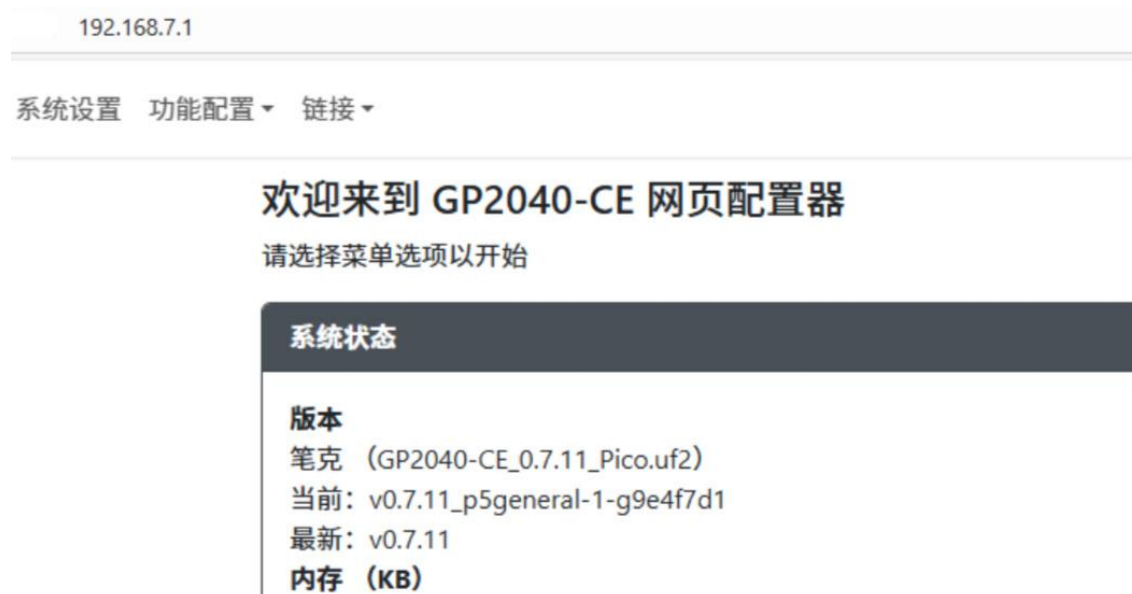 192.168.7.1
系统设置 功能配置 链接
欢迎来到 GP2040-CE 网页配置器
请选择菜单选项以开始
系统状态
版本
笔克 （GP2040-CE_0.7.11_Pico.uf2）
当前：v0.7.11_p5general-1-g9e4f7d1
最新：v0.7.11
内存 （KB）